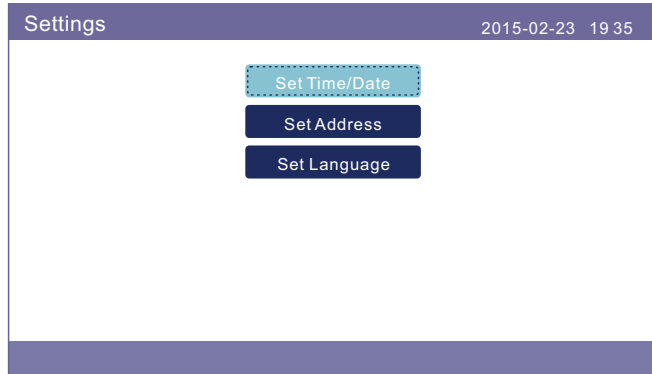 Settings
2015-02-23 19 35
Set Time/Date
Set Address
Set Language